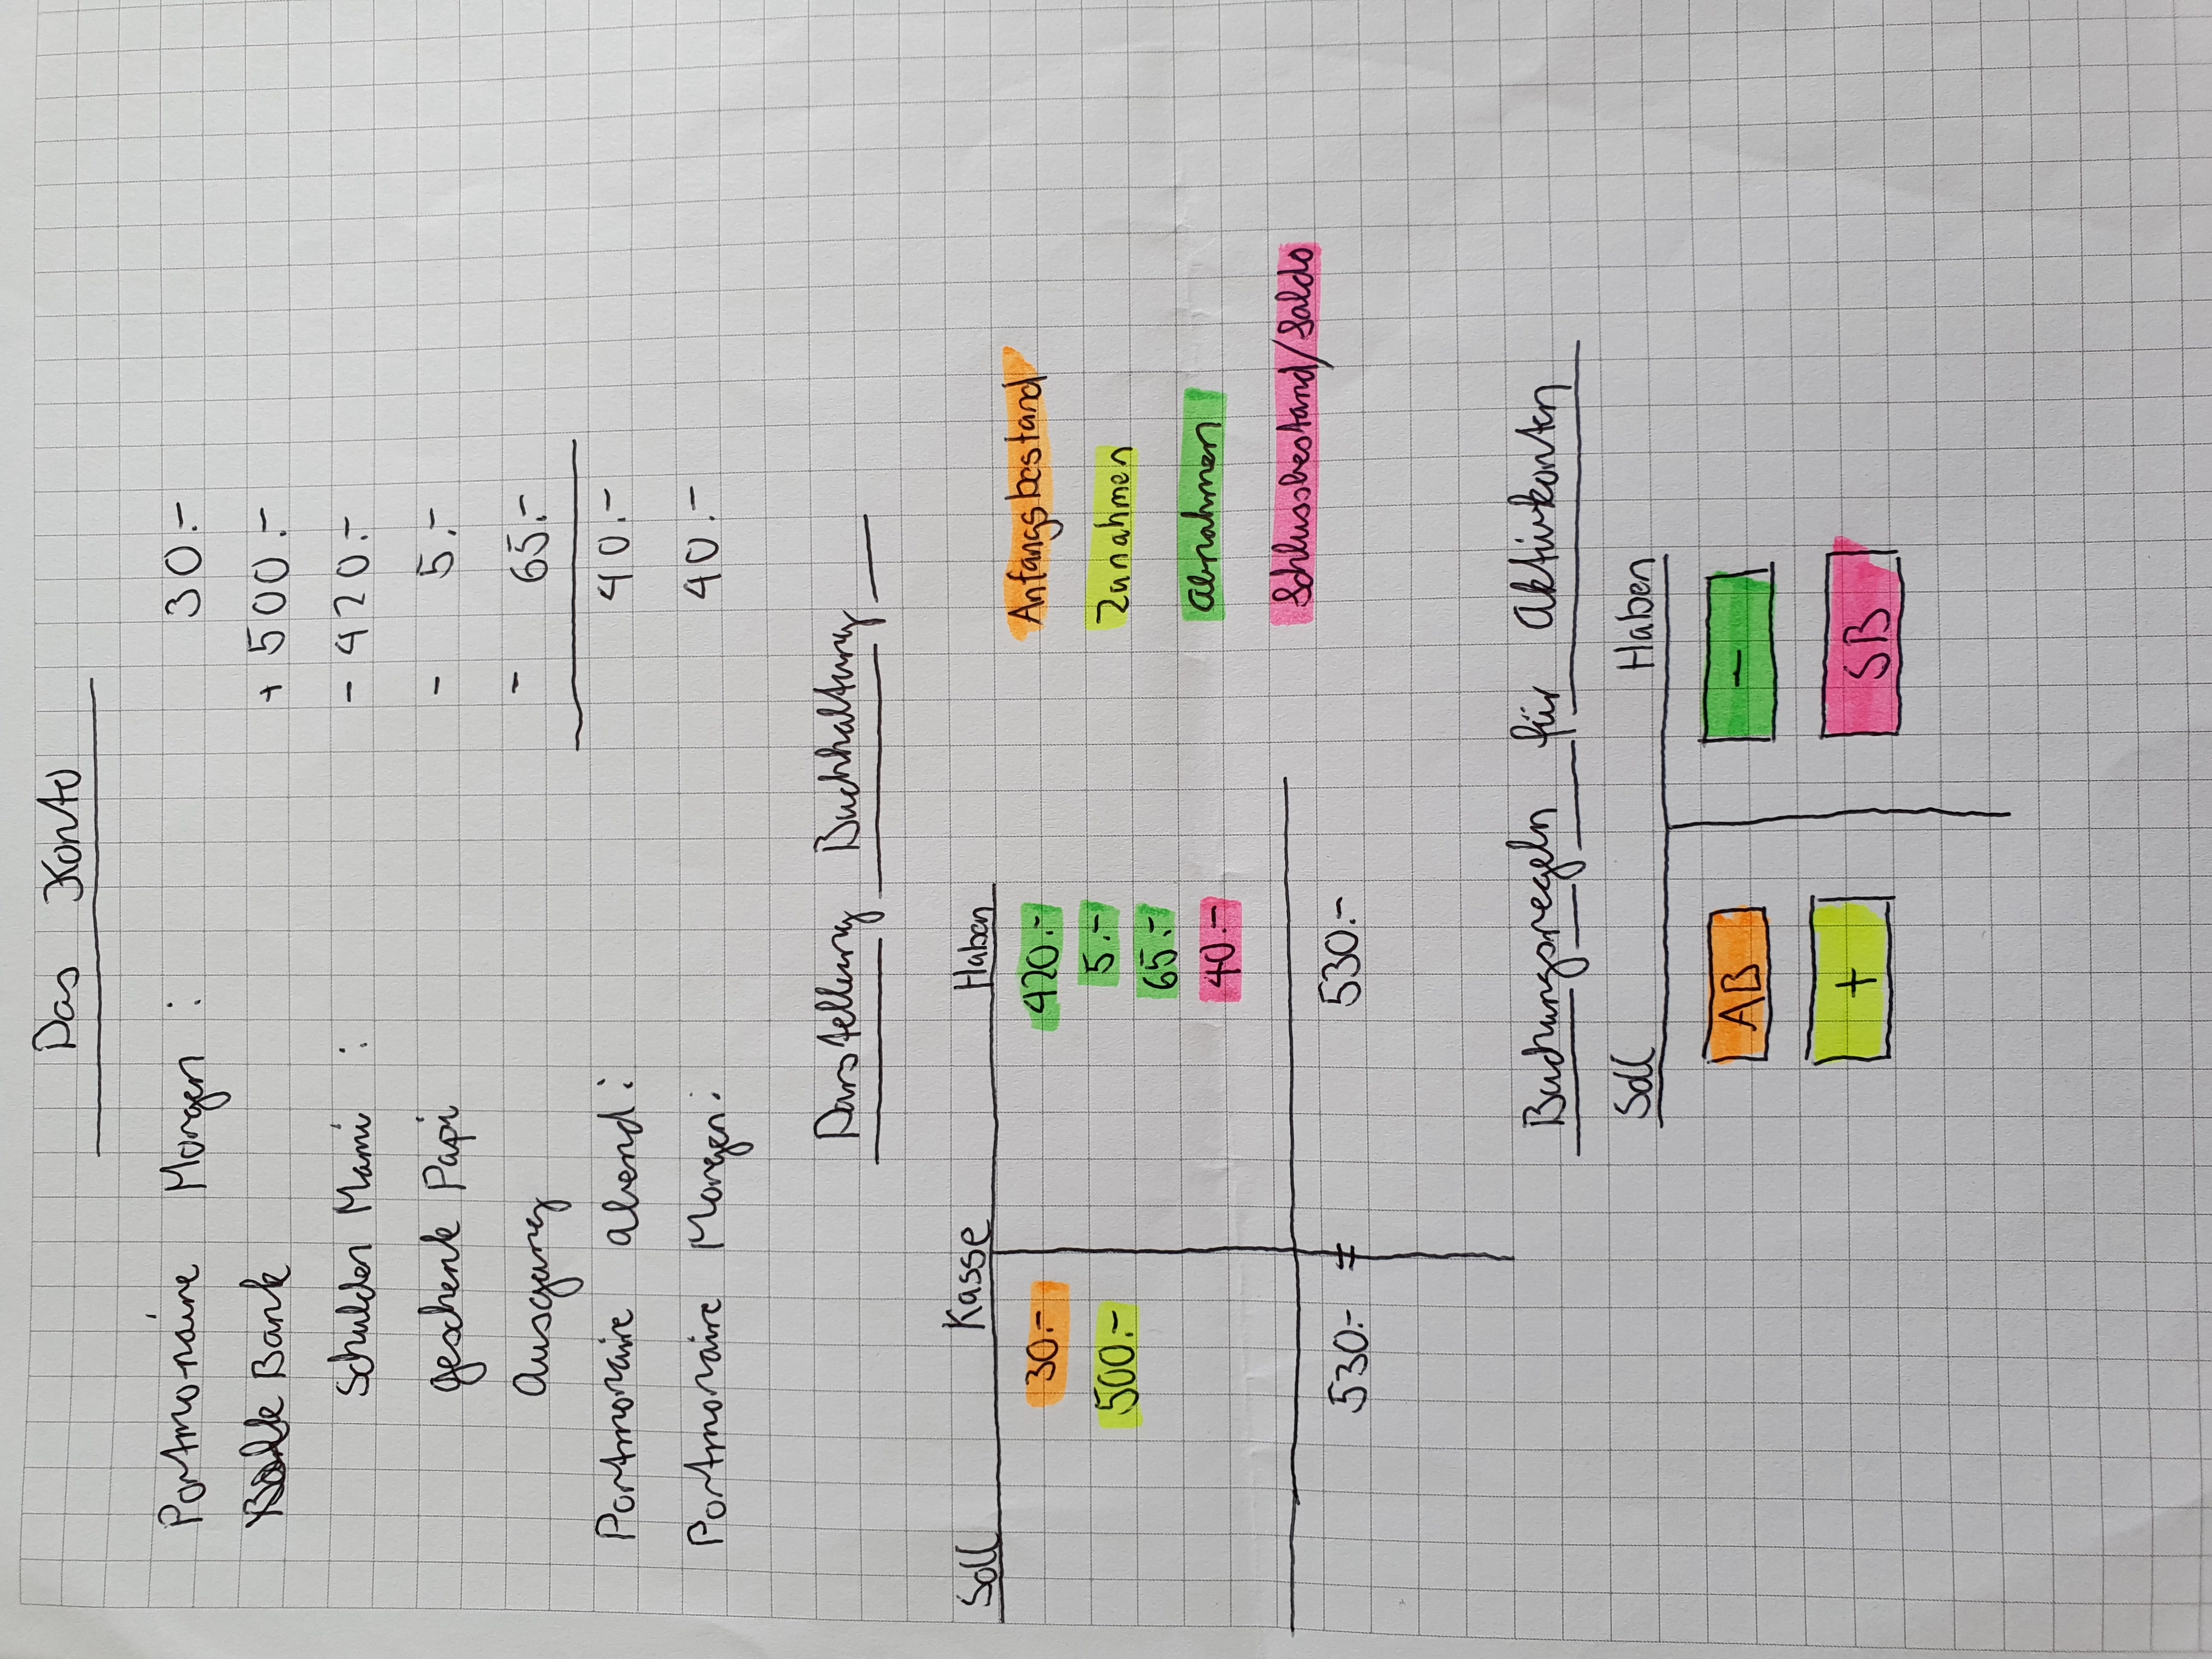 Das Konto
Portmonaire Morgen : 30.-
Bank + 500.-
Schulden Mami : - 420.-
geschenk Papi - 5.-
Ausgang - 65.-
Portmonaire abend : 40.-
Portmonaire Morgen : 40.-
Darstellung Buchhaltung
Soll Kasse Haben
30.- 420.- Anfangsbestand
500.- 5.- Zunahmen
65.-
40.- Abnahmen
Schlussbestand/Saldo
530.- = 530.-
Buchungsregeln für Aktivkonten
Soll Haben
AB -
+ SB